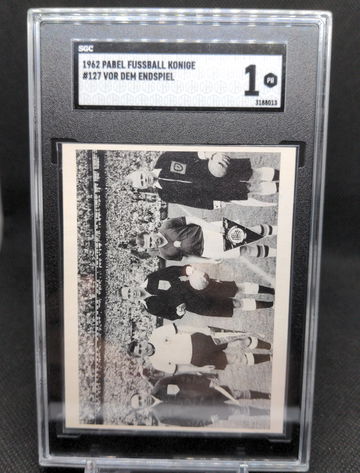 SGC
1962 PABEL FUSSBALL KONIGE
#127 VOR DEM ENDSPIEL
1
PR
3188013